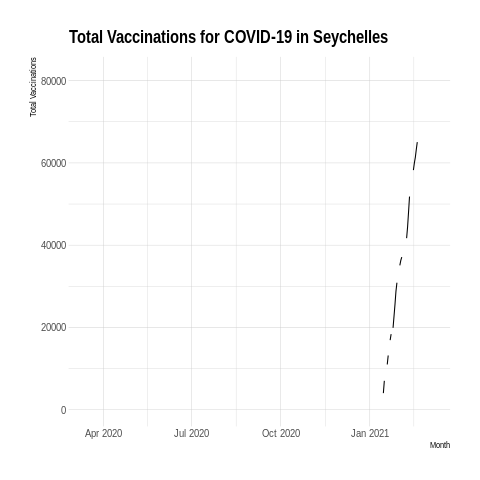 Total Vaccinations for COVID-19 in Seychelles
Total Vaccinations
80000
60000
40000
20000
0
Apr 2020 Jul 2020 Oct 2020 Jan 2021
Month